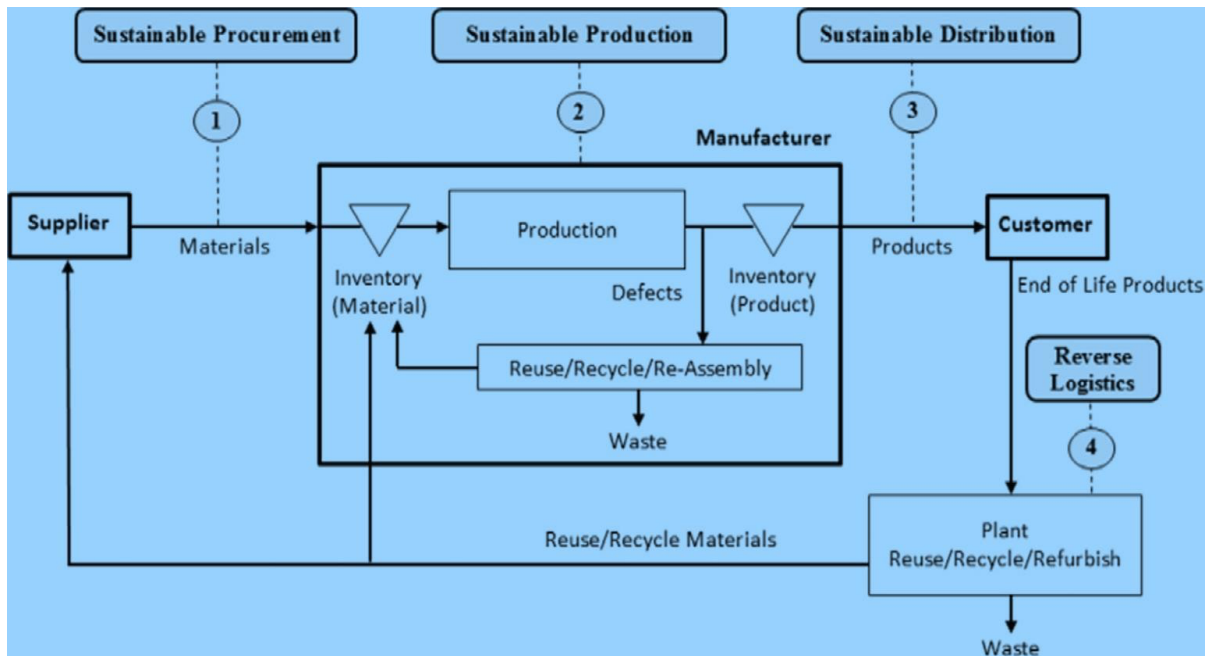 Sustainable Procurement
Sustainable Production
Sustainable Distribution
1
2
3
Manufacturer
Supplier
Materials
Production
Products
Customer
Inventory
(Material)
Defects
Inventory
(Product)
End of Life Products
Reuse/Recycle/Re-Assembly
Reverse
Logistics
Waste
4
Reuse/Recycle Materials
Plant
Reuse/Recycle/Refurbish
Waste